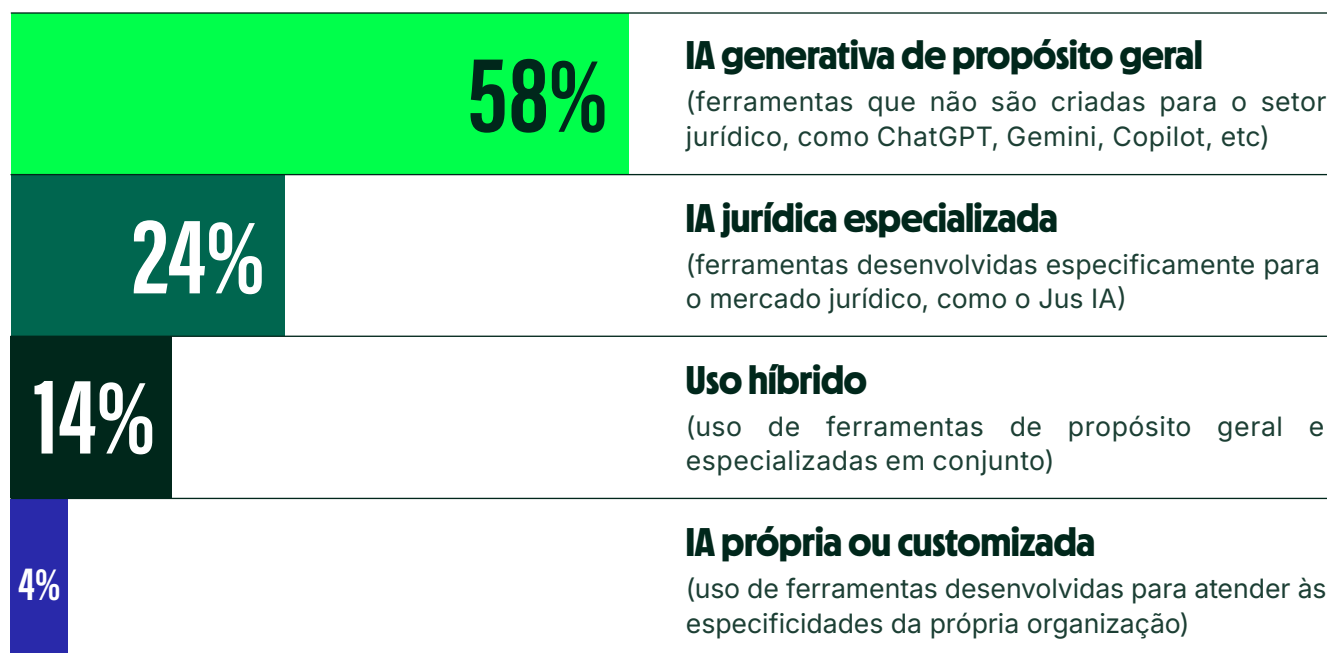 58%
IA generativa de propósito geral
(ferramentas que não são criadas para o setor
jurídico, como ChatGPT, Gemini, Copilot, etc)
24%
IA jurídica especializada
(ferramentas desenvolvidas especificamente para
o mercado jurídico, como o Jus IA)
14%
Uso híbrido
(uso de ferramentas de propósito geral e
especializadas em conjunto)
4%
IA própria ou customizada
(uso de ferramentas desenvolvidas para atender às
especificidades da própria organização)